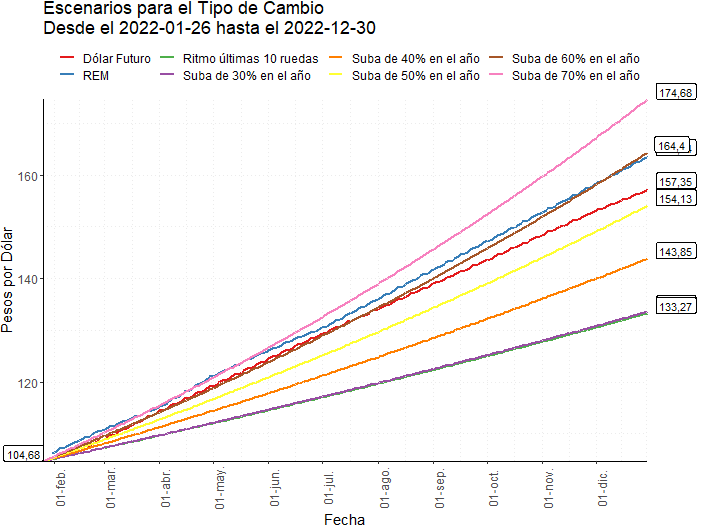 Escenarios para el Tipo de Cambio
Desde el 2022-01-26 hasta el 2022-12-30
Dólar Futuro
Ritmo últimas 10 ruedas
Suba de 40% en el año
Suba de 60% en el año
REM
Suba de 30% en el año
Suba de 50% en el año
Suba de 70% en el año
174,68
164,4
160
157,35
154,13
Pesos por Dólar
143,85
140
133,27
120
104,68
01-feb.
01-mar.
01-abr.
01-may.
01-jun.
01-jul.
01-ago.
01-sep.
01-oct.
01-nov.
01-dic.
Fecha